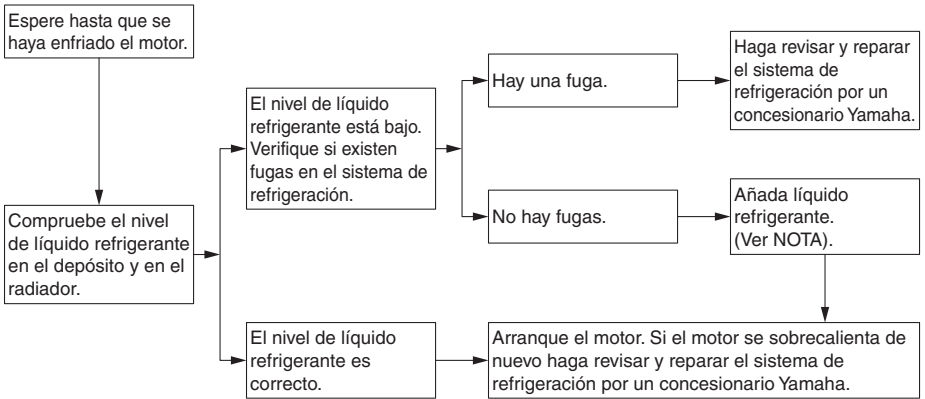 Espere hasta que se
haya enfriado el motor.
Compruebe el nivel
de líquido refrigerante
en el depósito y en el
radiador.
El nivel de líquido
refrigerante está bajo.
Verifique si existen
fugas en el sistema de
refrigeración.
Hay una fuga.
Haga revisar y reparar
el sistema de
refrigeración por un
concesionario Yamaha.
No hay fugas.
Añada líquido
refrigerante.
(Ver NOTA).
El nivel de líquido
refrigerante es
correcto.
Arranque el motor. Si el motor se sobrecalienta de
nuevo haga revisar y reparar el sistema de
refrigeración por un concesionario Yamaha.